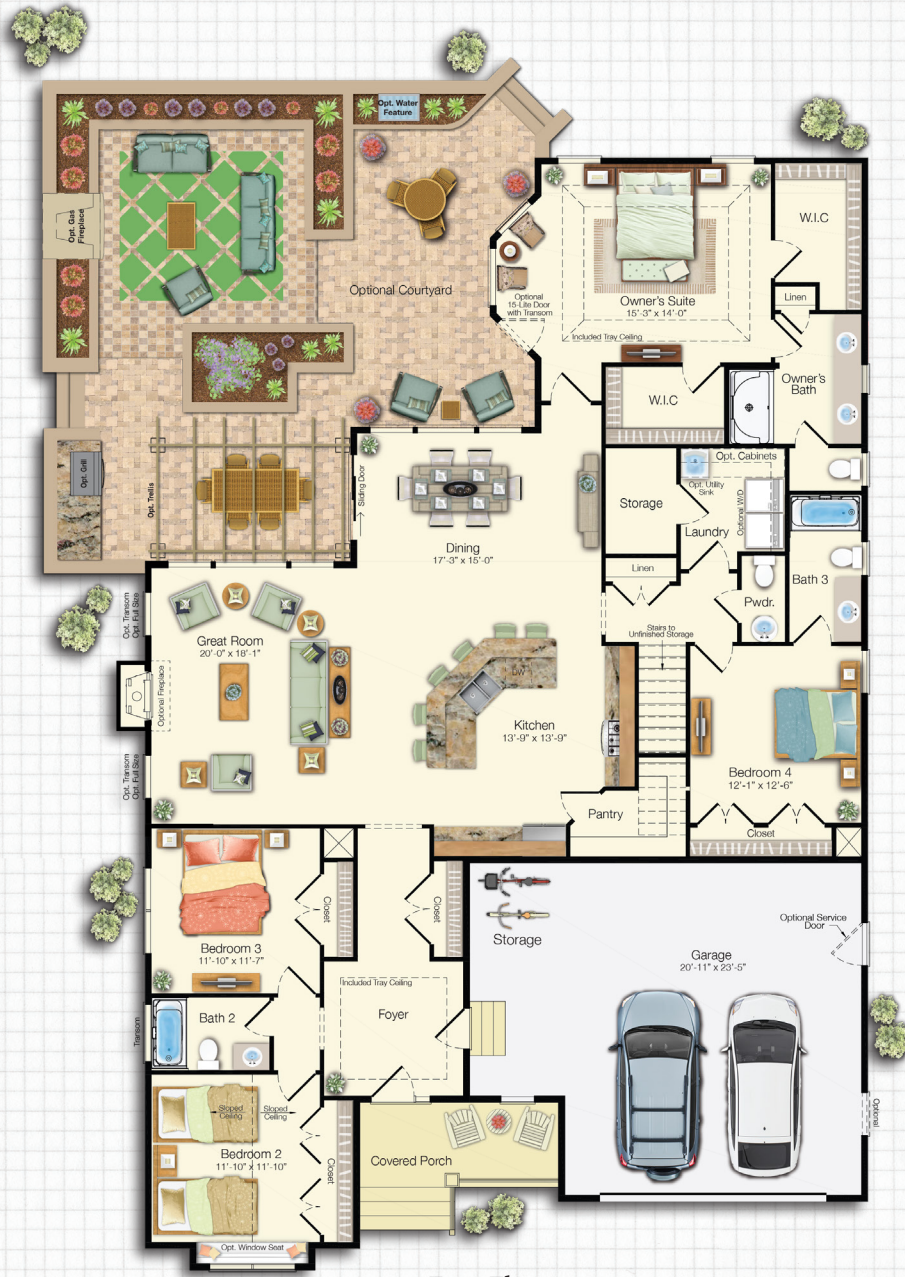 Opt. Water
Feature
Opt. Gas
Fireplace
W.I.C
Optional Courtyard
Optional
15-Lite Door
with Transom
Owner's Suite
15'-3" x 14'-0"
Linen
Included Tray Ceiling
Owner's
Bath
W.I.C
Opt. Grill
Opt. Trellis
Sliding Door
Opt. Cabinets
Opt. Utility
Sink
Optional W/D
Storage
Laundry
Dining
17'-3" x 15'-0"
Linen
Bath 3
Pwdr.
Opt. Transom
Opt. Full Size
Great Room
20'-0" x 18'-1"
Stairs to
Unfinished Storage
Optional Fireplace
DW
Kitchen
13'-9" x 13'-9"
Opt. Transom
Opt. Full Size
Bedroom 4
12'-1" x 12'-6"
Pantry
Closet
Closet
Closet
Bedroom 3
11'-10" x 11'-7"
Storage
Optional Service
Door
Garage
20'-11" x 23'-5"
Included Tray Ceiling
Foyer
Transom
Bath 2
Sloped
Ceiling
Sloped
Ceiling
Optional
Bedroom 2
11'-10" x 11'-10"
Closet
Covered Porch
Opt. Window Seat